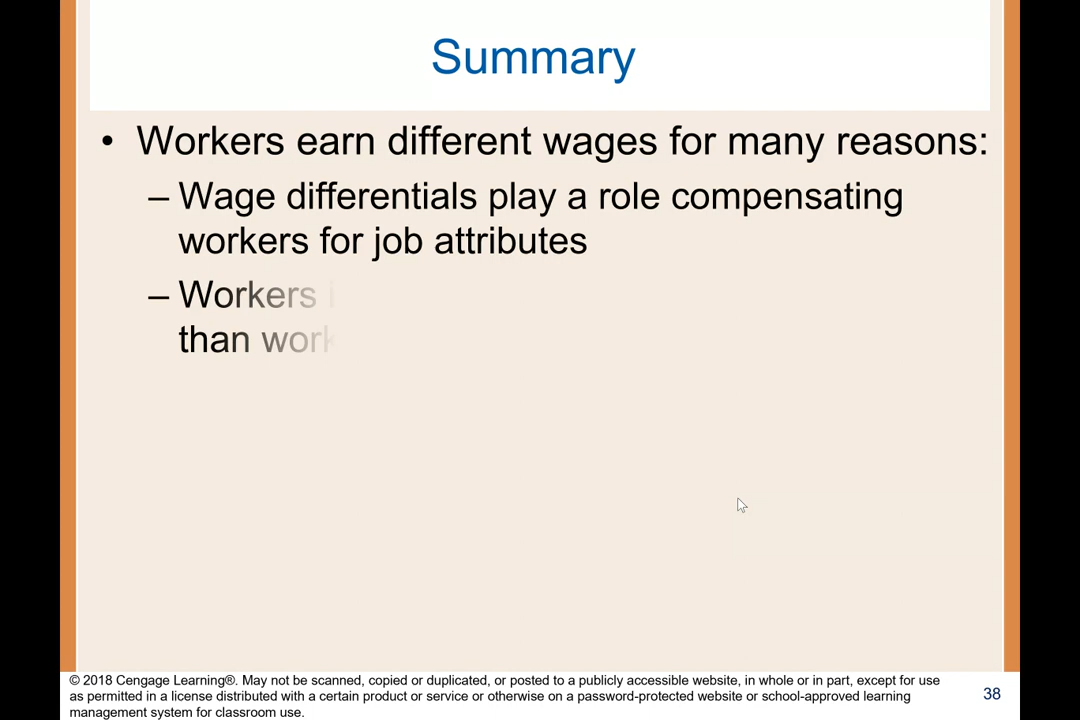 Summary
• Workers earn different wages for many reasons:
– Wage differentials play a role compensating
workers for job attributes
– Workers
than work
© 2018 Cengage Learning®. May not be scanned, copied or duplicated, or posted to a publicly accessible website, in whole or in part, except for use
as permitted in a license distributed with a certain product or service or otherwise on a password-protected website or school-approved learning
management system for classroom use.
38